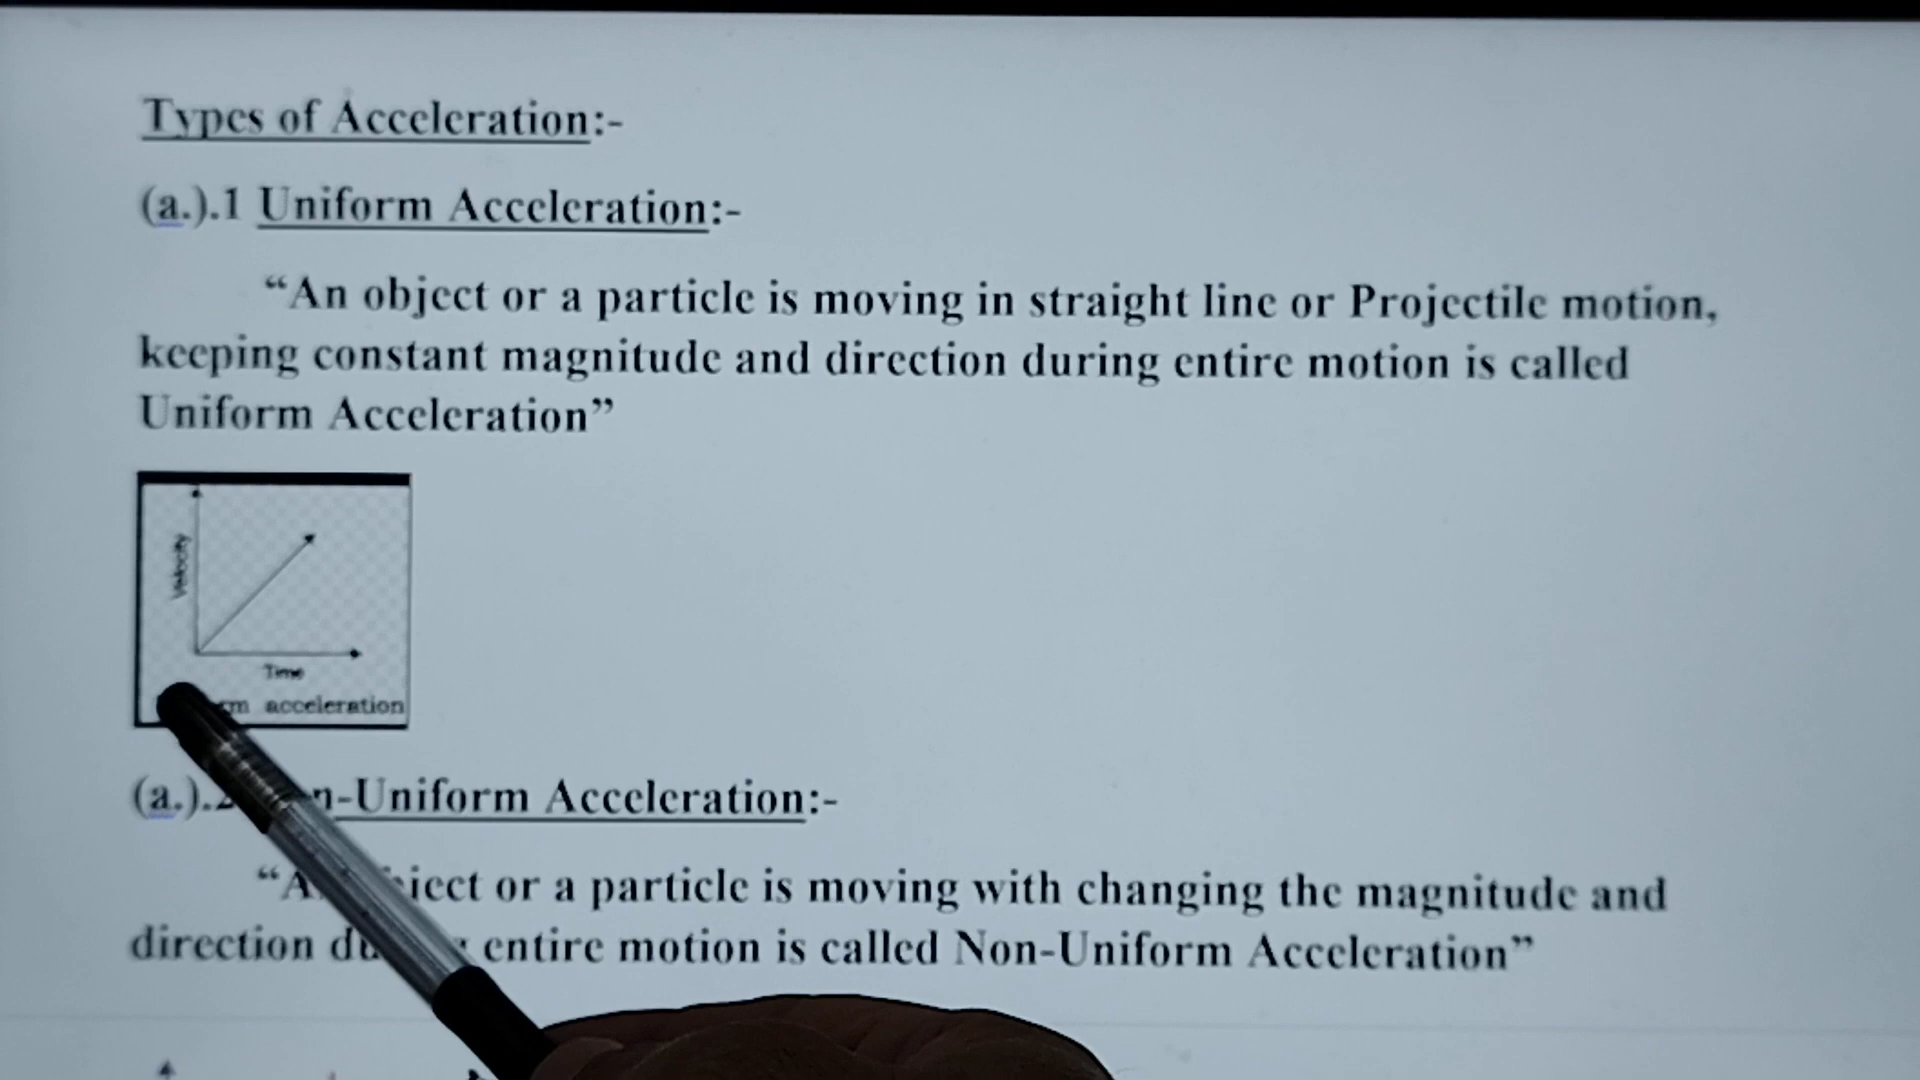 Types of Acceleration:-
(a.).1 Uniform Acceleration:-
“An object or a particle is moving in straight line or Projectile motion,
keeping constant magnitude and direction during entire motion is called
Uniform Acceleration”
Velocity
Time
acceleration
(a.). -Uniform Acceleration:-
or a particle is moving with changing the magnitude and
direction entire motion is called Non-Uniform Acceleration”